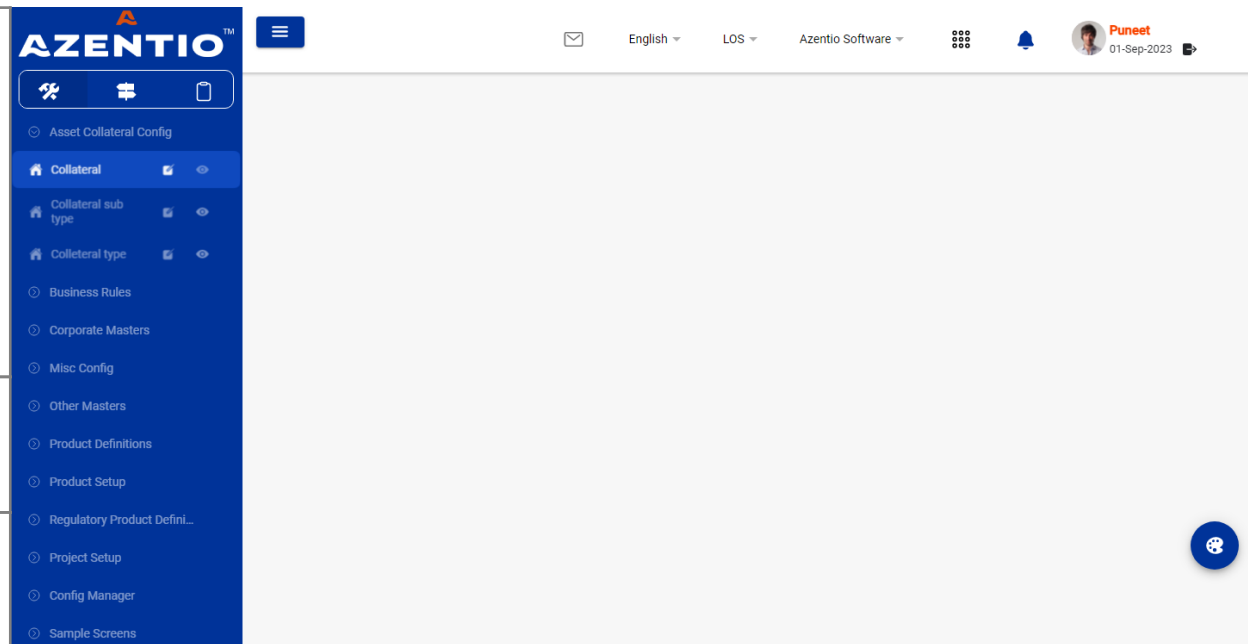 AZENTIO™
English
LOS
Azentio Software
Puneet
01-Sep-2023
Asset Collateral Config
Collateral
Collateral sub
type
Colleteral type
Business Rules
Corporate Masters
Misc Config
Other Masters
Product Definitions
Product Setup
Regulatory Product Defini...
Project Setup
Config Manager
Sample Screens